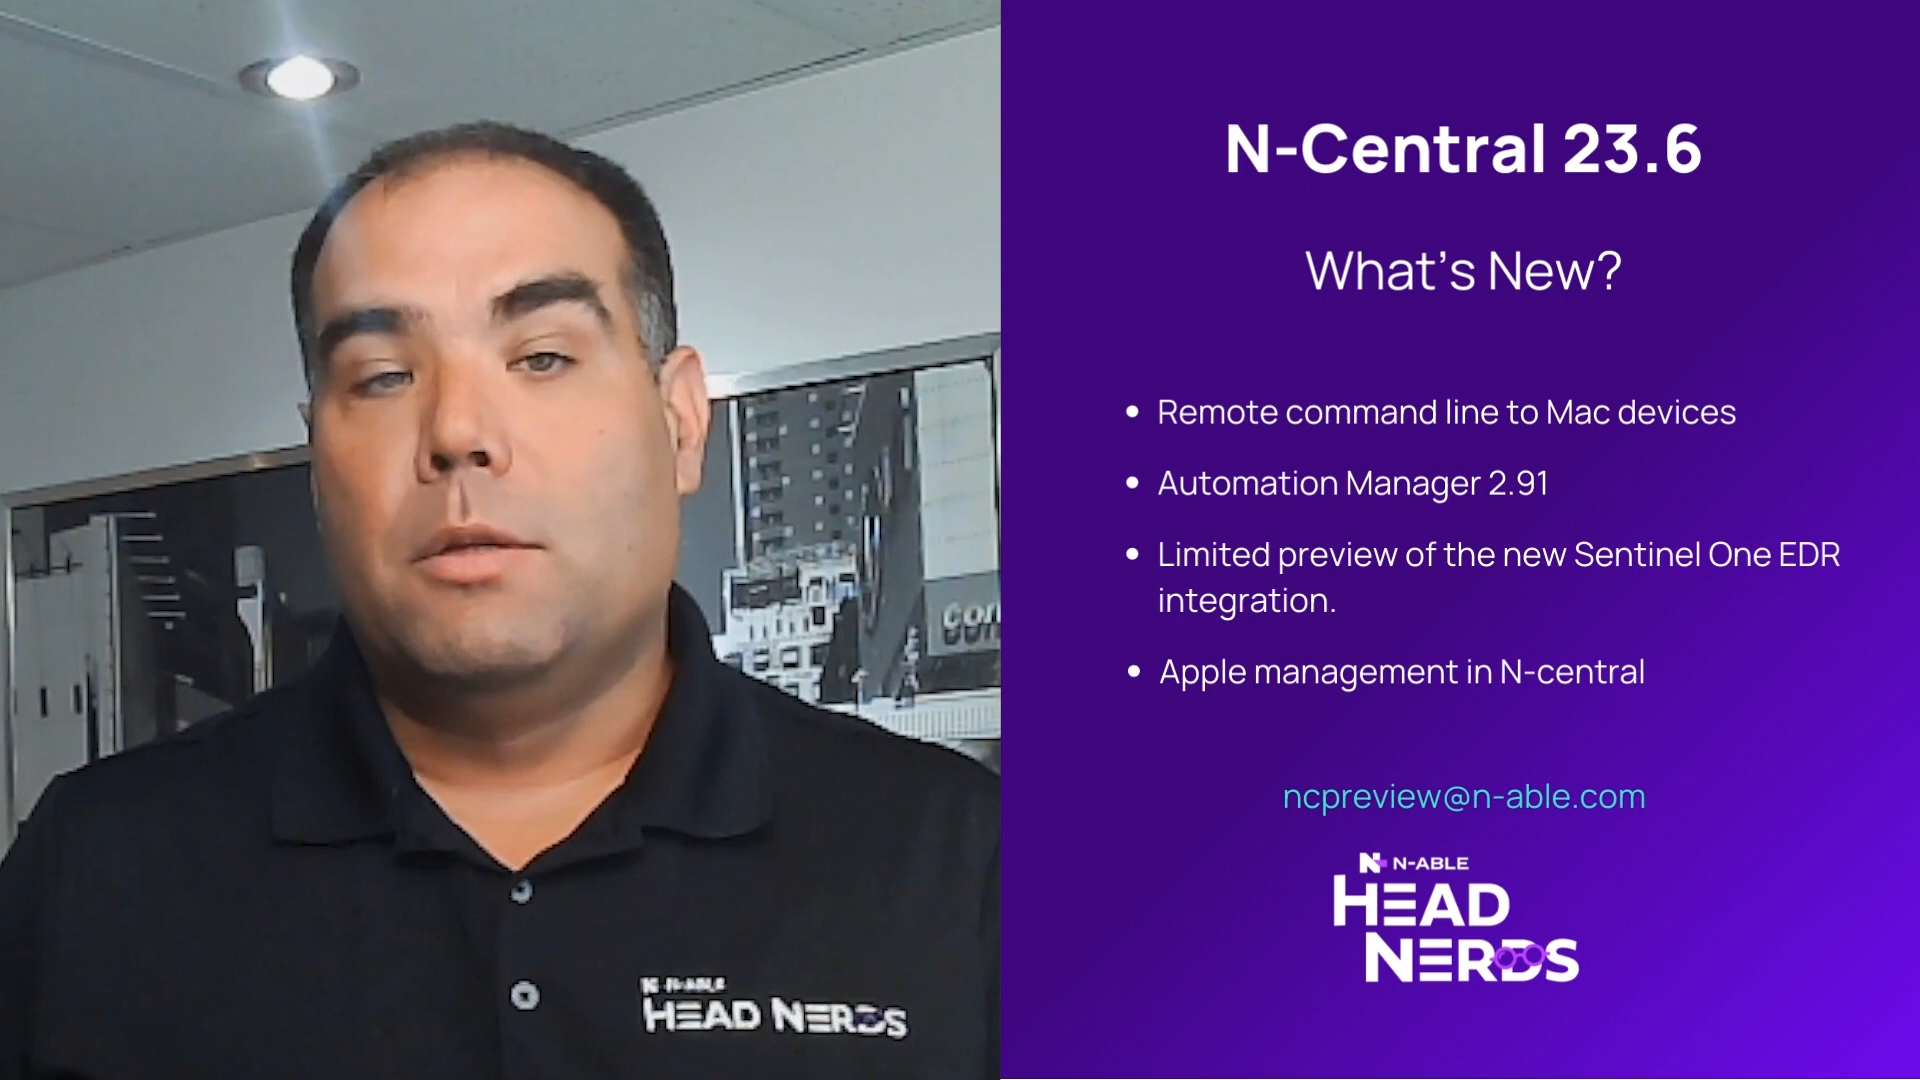 N-Central 23.6
What's New?
• Remote command line to Mac devices
• Automation Manager 2.91
• Limited preview of the new Sentinel One EDR
integration.
• Apple management in N-central
ncpreview@n-able.com
N-ABLE
HEAD
NERDS
N-ABLE
HEAD NERDS